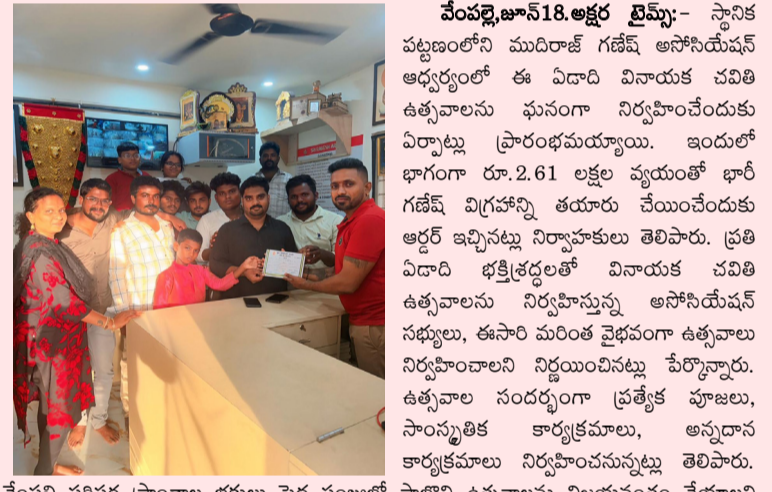 వేంపల్లె,జూన్18.అక్షర టైమ్స్:- స్థానిక
పట్టణంలోని ముదిరాజ్ గణేష్ అసోసియేషన్
ఆధ్వర్యంలో ఈ ఏడాది వినాయక చవితి
ఉత్సవాలను ఘనంగా నిర్వహించేందుకు
ఏర్పాట్లు ప్రారంభమయ్యాయి. ఇందులో
భాగంగా రూ.2.61 లక్షల వ్యయంతో భారీ
గణేష్ విగ్రహాన్ని తయారు చేయించేందుకు
ఆర్డర్ ఇచ్చినట్లు నిర్వాహకులు తెలిపారు. ప్రతి
ఏడాది భక్తిశ్రద్ధలతో వినాయక చవితి
ఉత్సవాలను నిర్వహిస్తున్న అసోసియేషన్
సభ్యులు, ఈసారి మరింత వైభవంగా ఉత్సవాలు
నిర్వహించాలని నిర్ణయించినట్లు పేర్కొన్నారు.
ఉత్సవాల సందర్భంగా ప్రత్యేక పూజలు,
సాంస్కృతిక కార్యక్రమాలు, అన్నదాన
కార్యక్రమాలు నిర్వహించనున్నట్లు తెలిపారు.